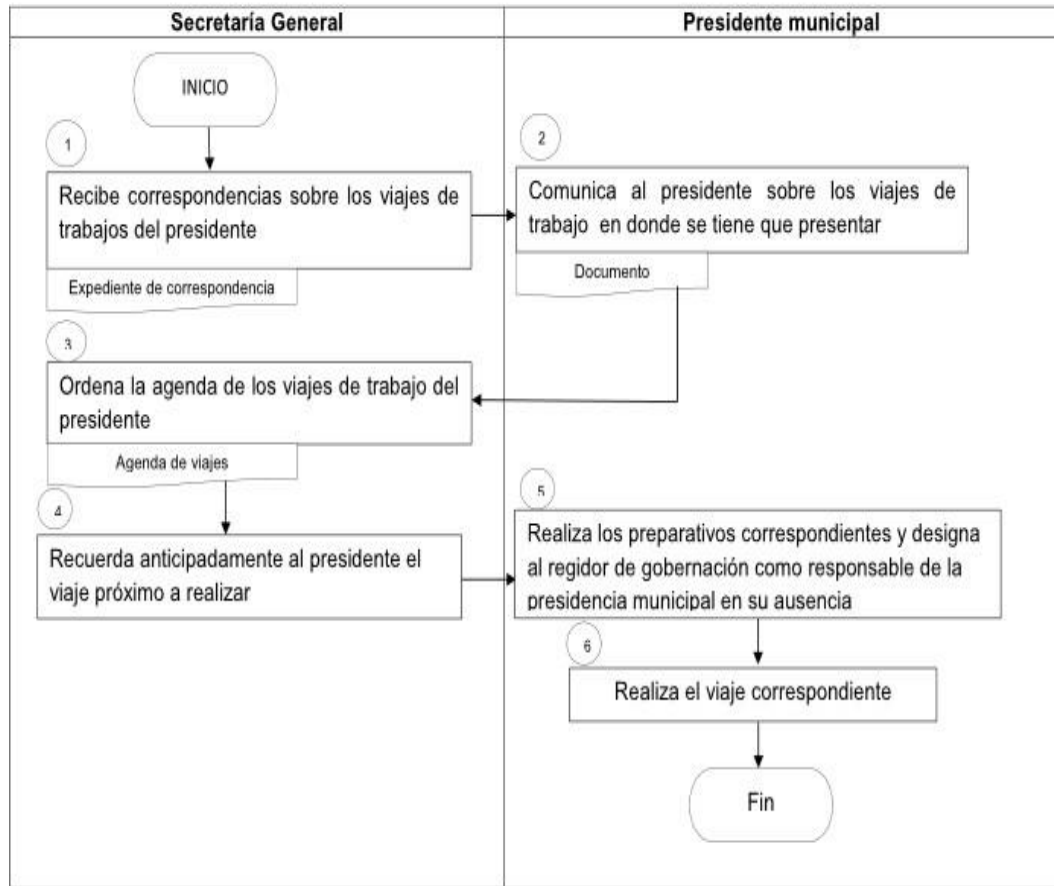 Secretaría General
Presidente municipal
INICIO
1
Recibe correspondencias sobre los viajes de
trabajos del presidente
Expediente de correspondencia
2
Comunica al presidente sobre los viajes de
trabajo en donde se tiene que presentar
Documento
3
Ordena la agenda de los viajes de trabajo del
presidente
Agenda de viajes
4
Recuerda anticipadamente al presidente el
viaje próximo a realizar
5
Realiza los preparativos correspondientes y designa
al regidor de gobernación como responsable de la
presidencia municipal en su ausencia
6
Realiza el viaje correspondiente
Fin